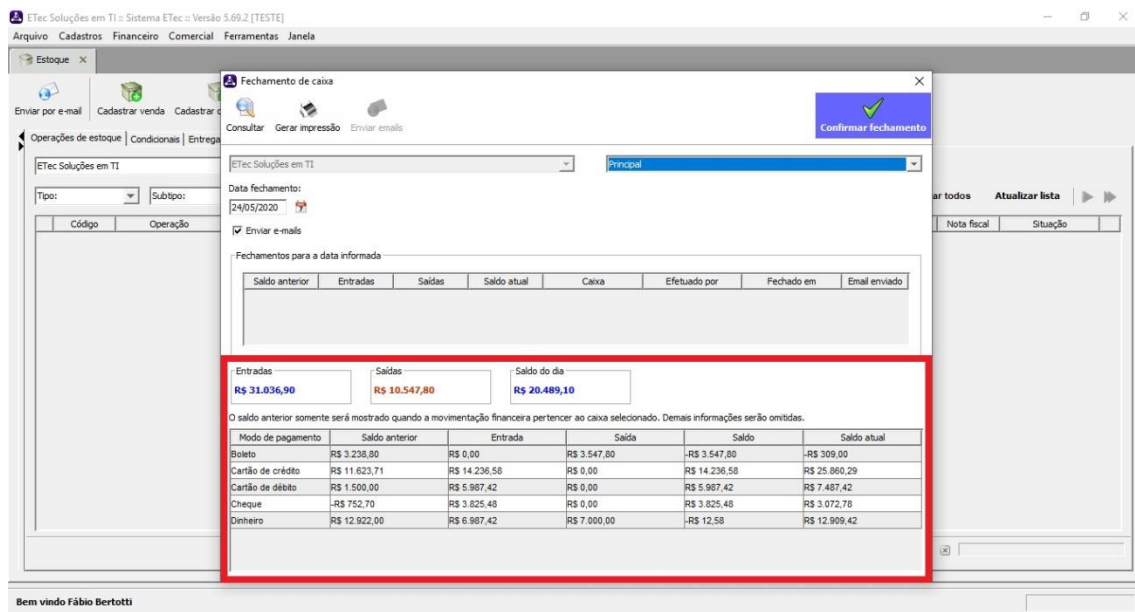 ETec Soluções em TI :: Sistema ETec :: Versão 5.69.2 [TESTE]
Arquivo Cadastros Financeiro Comercial Ferramentas Janela
Estoque
Enviar por e-mail Cadastrar venda Cadastrar
Operações de estoque Condicionais Entrega
ETec Soluções em TI
Tipo: Subtipo:
Código Operação
Fechamento de caixa
Consultar Gerar impressão Enviar emails Confirmar fechamento
ETec Soluções em TI Principal
Data fechamento:
24/05/2020
Enviar e-mails
Fechamentos para a data informada
Saldo anterior Entradas Saídas Saldo atual Caixa Efetuado por Fechado em Email enviado
Entradas Saídas Saldo do dia
R$ 31.036,90 R$ 10.547,80 R$ 20.489,10
O saldo anterior somente será mostrado quando a movimentação financeira pertencer ao caixa selecionado. Demais informações serão omitidas.
Modo de pagamento Saldo anterior Entrada Saída Saldo Saldo atual
Boleto R$ 3.238,80 R$ 0,00 R$ 3.547,80 -R$ 3.547,80 -R$ 309,00
Cartão de crédito R$ 11.623,71 R$ 14.236,58 R$ 0,00 R$ 14.236,58 R$ 25.860,29
Cartão de débito R$ 1.500,00 R$ 5.987,42 R$ 0,00 R$ 5.987,42 R$ 7.487,42
Cheque -R$ 752,70 R$ 3.825,48 R$ 0,00 R$ 3.825,48 R$ 3.072,78
Dinheiro R$ 12.922,00 R$ 6.987,42 R$ 7.000,00 -R$ 12,58 R$ 12.909,42
ar todos Atualizar lista
Nota fiscal Situação
Bem vindo Fábio Bertotti